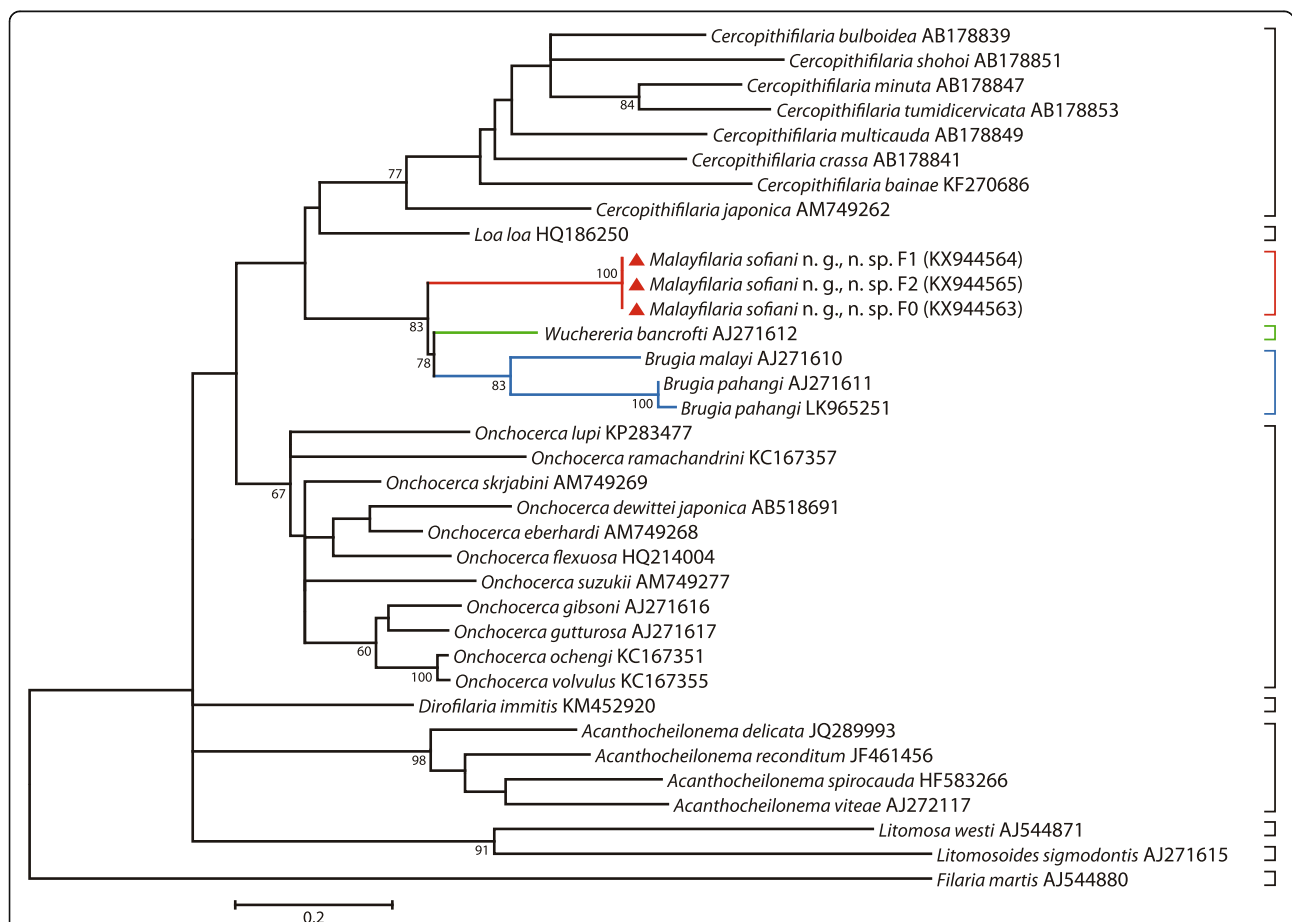 Cercopithifilaria bulboidea AB178839
Cercopithifilaria shohoi AB178851
Cercopithifilaria minuta AB178847
84
Cercopithifilaria tumidicervicata AB178853
Cercopithifilaria multicauda AB178849
Cercopithifilaria crassa AB178841
77
Cercopithifilaria bainae KF270686
Cercopithifilaria japonica AM749262
Loa loa HQ186250
Malayfilaria sofiani n. g., n. sp. F1 (KX944564)
100
Malayfilaria sofiani n. g., n. sp. F2 (KX944565)
Malayfilaria sofiani n. g., n. sp. F0 (KX944563)
83
Wuchereria bancrofti AJ271612
78
Brugia malayi AJ271610
83
Brugia pahangi AJ271611
100
Brugia pahangi LK965251
Onchocerca lupi KP283477
Onchocerca ramachandrini KC167357
67
Onchocerca skrjabini AM749269
Onchocerca dewittei japonica AB518691
Onchocerca eberhardi AM749268
Onchocerca flexuosa HQ214004
Onchocerca suzukii AM749277
Onchocerca gibsoni AJ271616
Onchocerca gutturosa AJ271617
60
Onchocerca ochengi KC167351
100
Onchocerca volvulus KC167355
Dirofilaria immitis KM452920
Acanthocheilonema delicata JQ289993
98
Acanthocheilonema reconditum JF461456
Acanthocheilonema spirocauda HF583266
Acanthocheilonema viteae AJ272117
Litomosa westi AJ544871
91
Litomosoides sigmodontis AJ271615
Filaria martis AJ544880
0.2